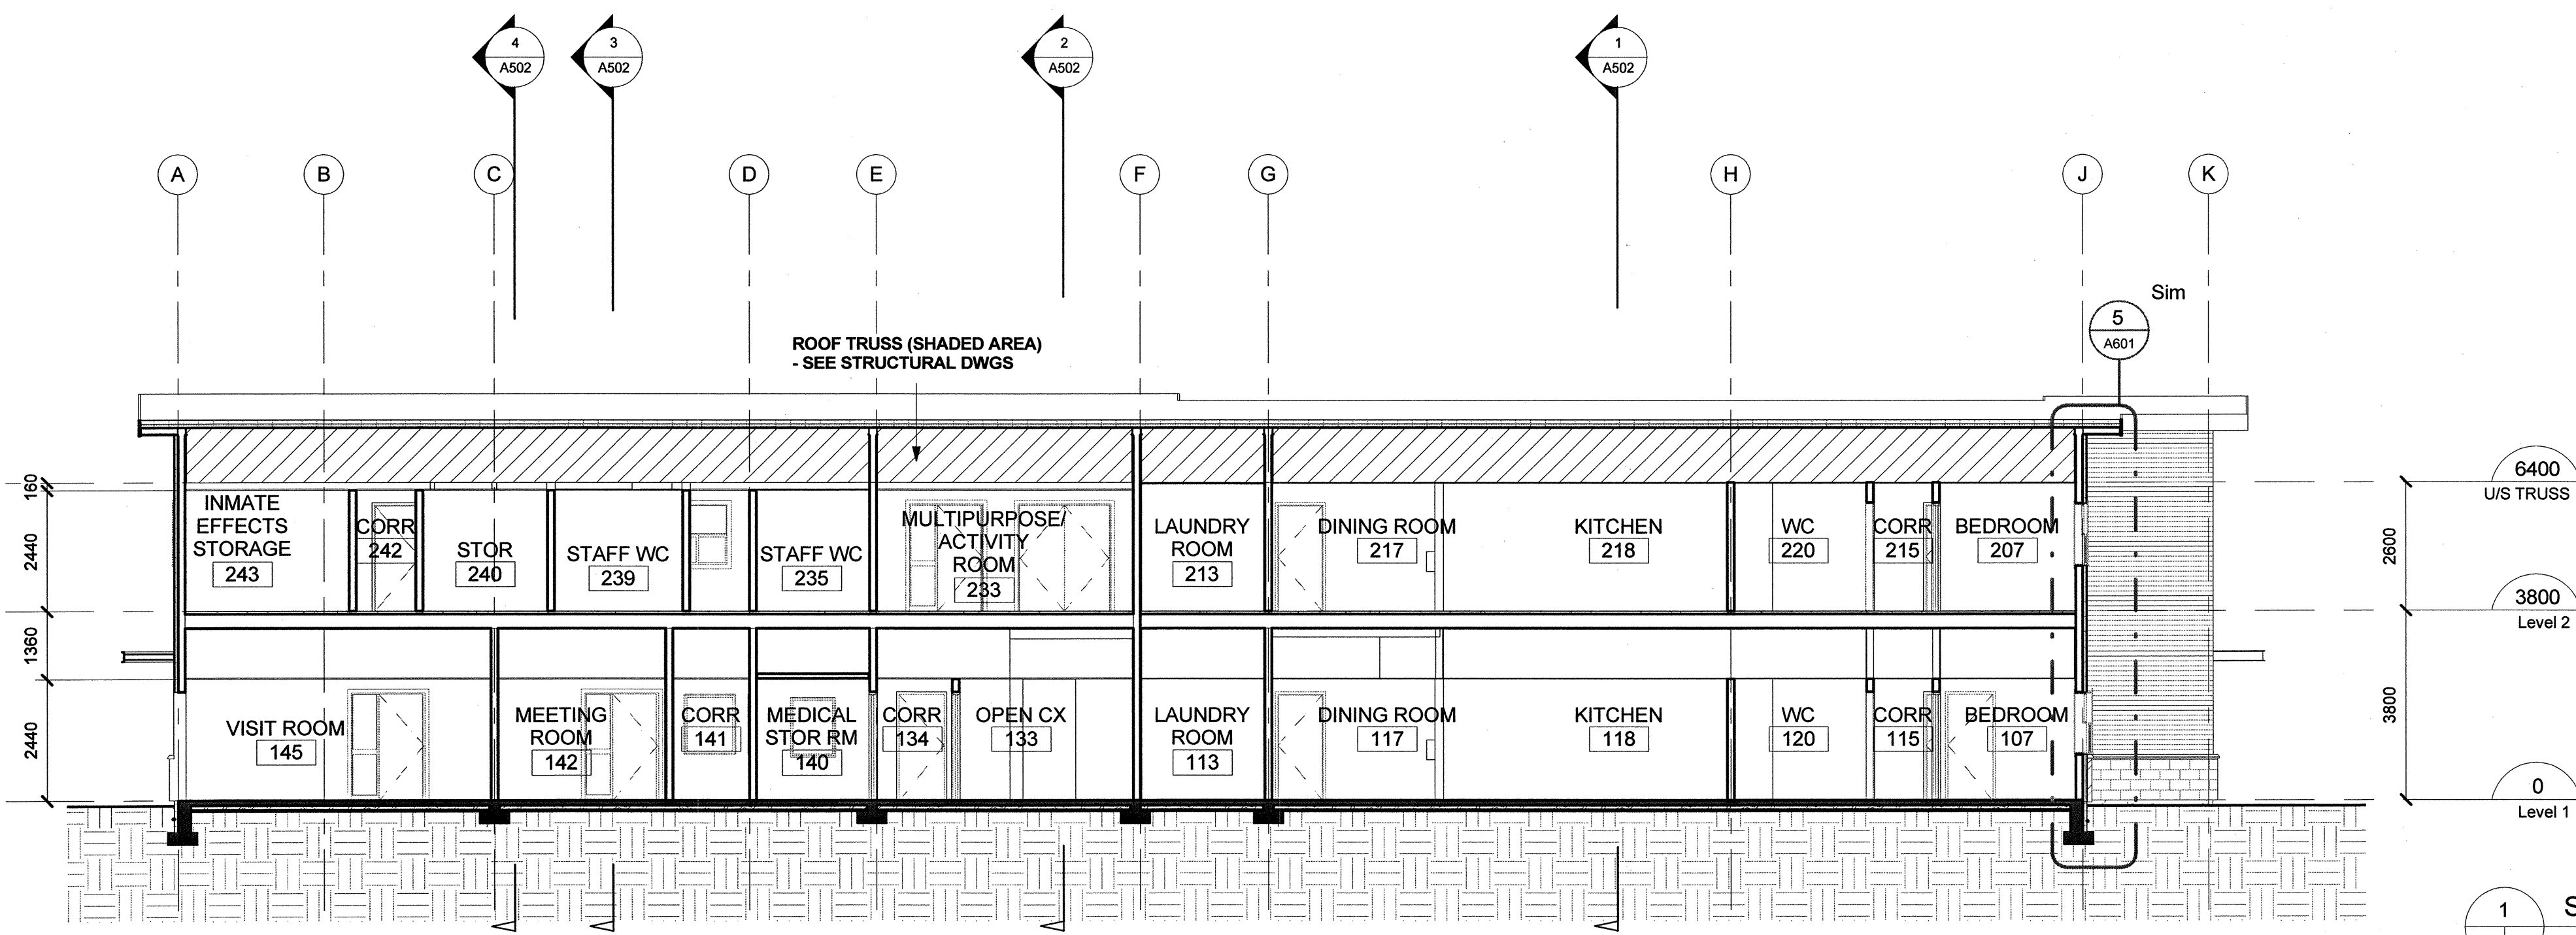 4
A502
3
A502
2
A502
1
A502
A
B
C
D
E
F
G
H
J
K
Sim
5
A601
ROOF TRUSS (SHADED AREA)
- SEE STRUCTURAL DWGS
160
2440
1360
2440
INMATE
EFFECTS
STORAGE
243
CORR
242
STOR
240
STAFF WC
239
STAFF WC
235
MULTIPURPOSE/
ACTIVITY
ROOM
233
LAUNDRY
ROOM
213
DINING ROOM
217
KITCHEN
218
WC
220
CORR
215
BEDROOM
207
VISIT ROOM
145
MEETING
ROOM
142
CORR
141
MEDICAL
STOR RM
140
CORR
134
OPEN CX
133
LAUNDRY
ROOM
113
DINING ROOM
117
KITCHEN
118
WC
120
CORR
115
BEDROOM
107
2600
3800
6400
U/S TRUSS
3800
Level 2
0
Level 1
1
S